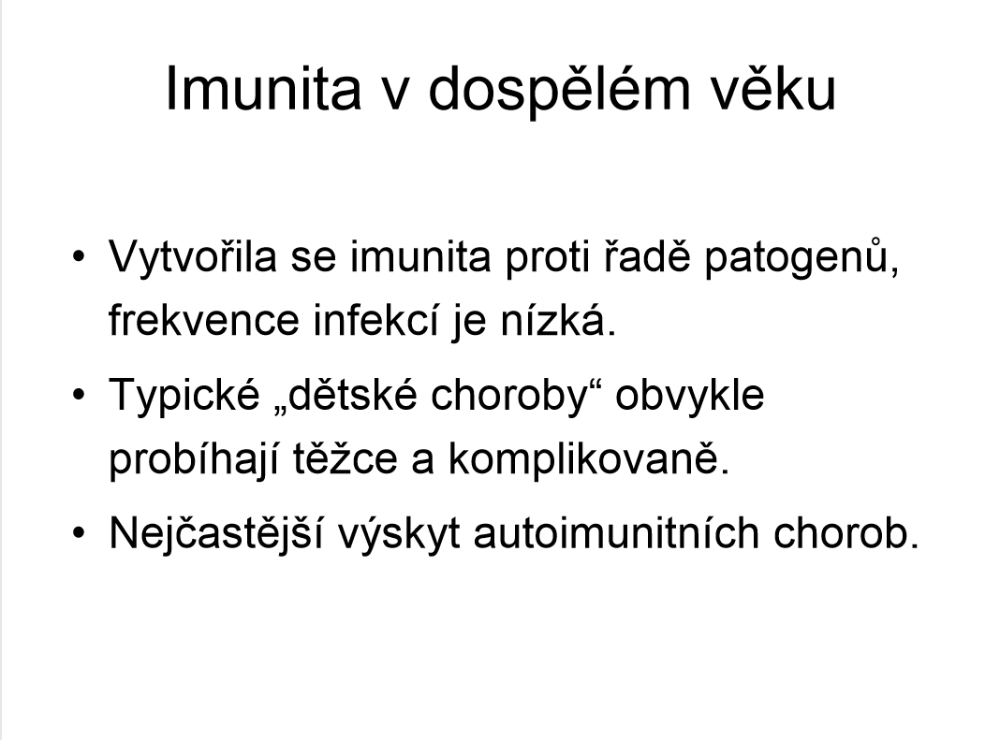 Imunita v dospělém věku
• Vytvořila se imunita proti řadě patogenů,
frekvence infekcí je nízká.
• Typické „dětské choroby“ obvykle
probíhají těžce a komplikovaně.
• Nejčastější výskyt autoimunitních chorob.